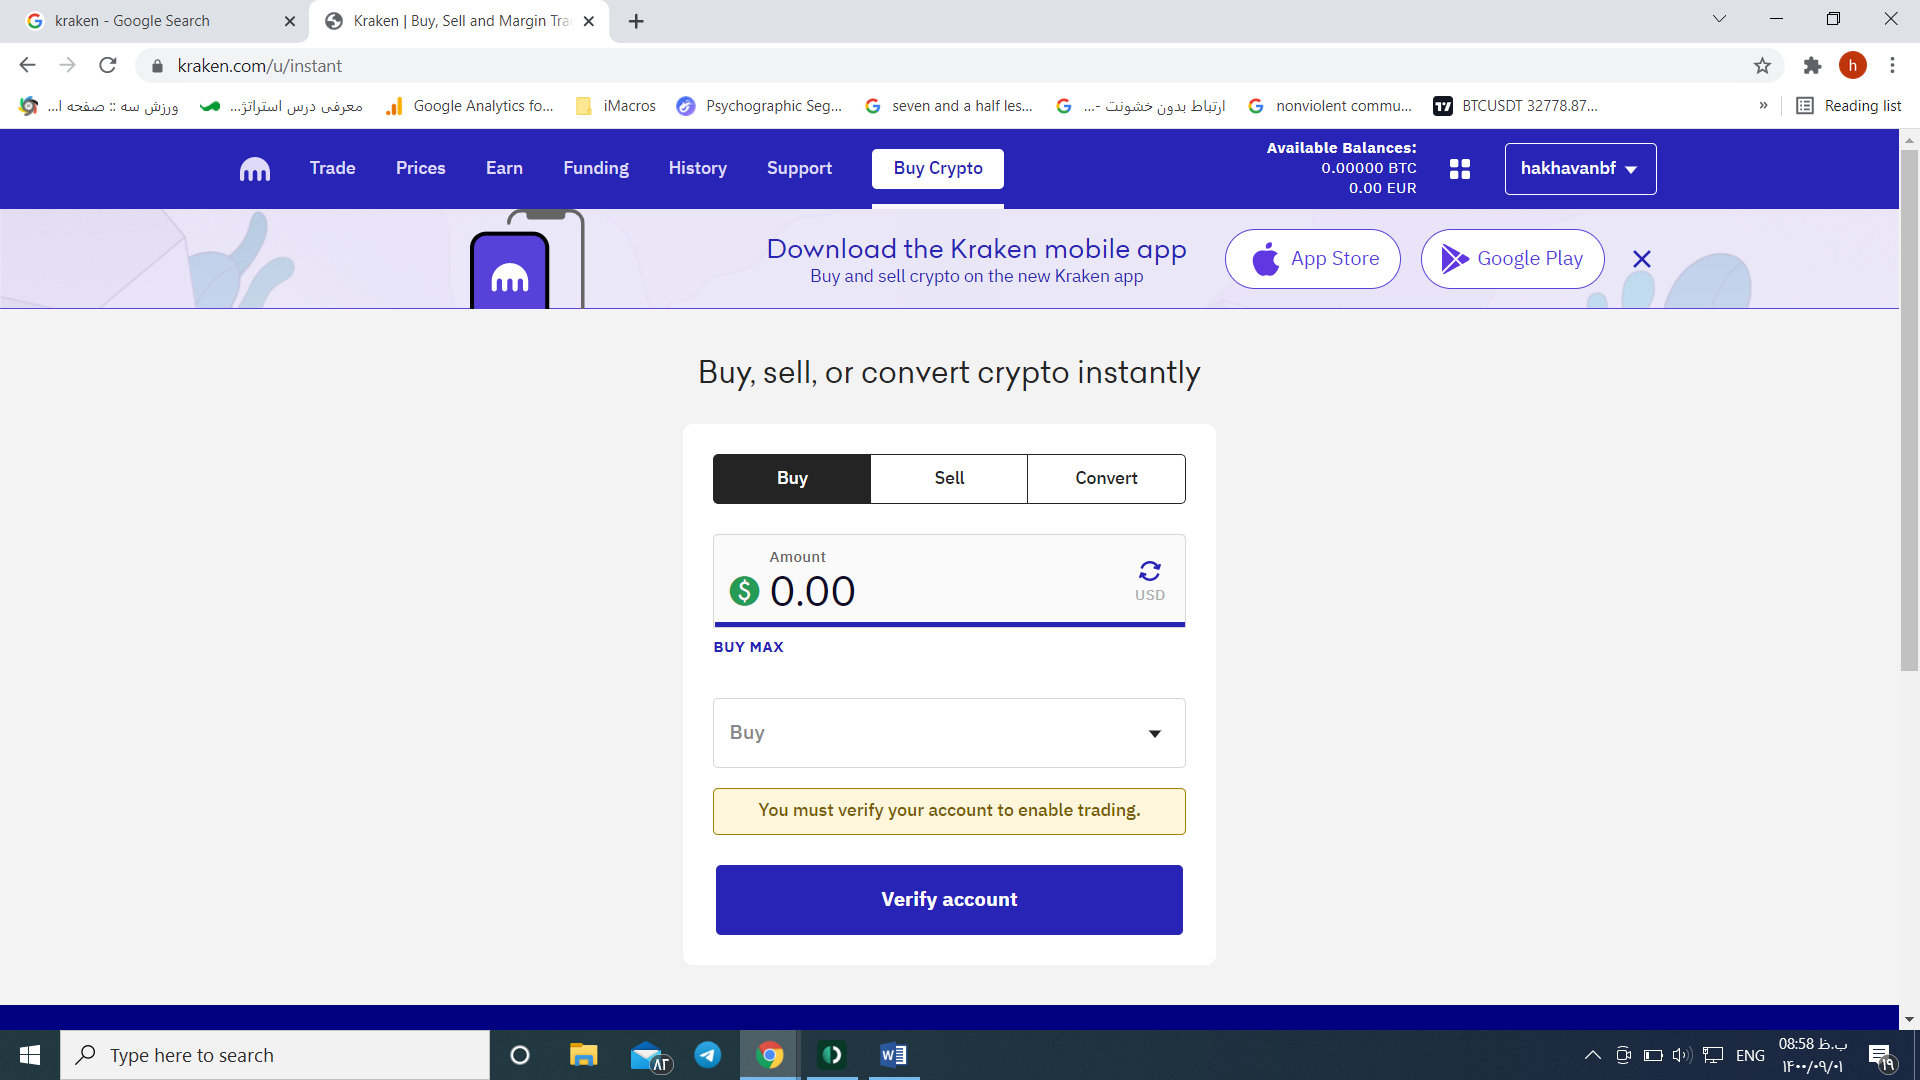 kraken - Google Search
Kraken | Buy, Sell and Margin Tra
kraken.com/u/instant
ورزش سه :: صفحه ا...
معرفی درس استراتژ...
Google Analytics fo...
iMacros
Psychographic Seg...
seven and a half les...
ارتباط بدون خشونت -...
nonviolent commu...
BTCUSDT 32778.87...
»
Reading list
Trade
Prices
Earn
Funding
History
Support
Buy Crypto
Available Balances:
0.00000 BTC
0.00 EUR
hakhavanbf
Download the Kraken mobile app
Buy and sell crypto on the new Kraken app
App Store
Google Play
Buy, sell, or convert crypto instantly
Buy
Sell
Convert
Amount
$ 0.00
USD
BUY MAX
Buy
You must verify your account to enable trading.
Verify account
Type here to search
۸۲
ENG
08:58 ب.ظ
۱۴۰۰/۰۹/۰۱
۱۹